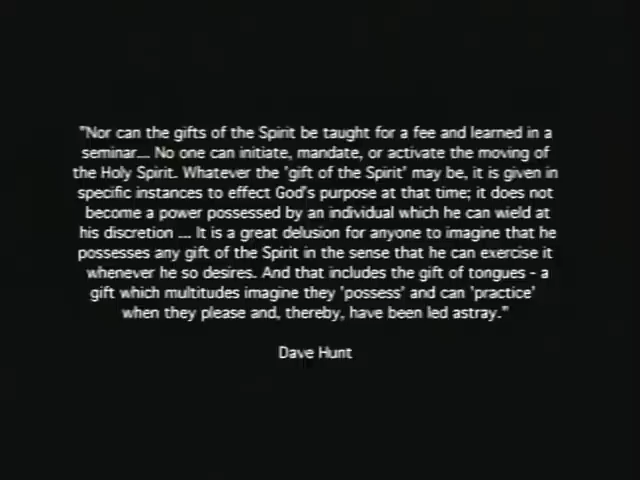 "Nor can the gifts of the Spirit be taught for a fee and learned in a
seminar.... No one can initiate, mandate, or activate the moving of
the Holy Spirit. Whatever the 'gift of the Spirit' may be, it is given in
specific instances to effect God's purpose at that time; it does not
become a power possessed by an individual which he can wield at
his discretion ... It is a great delusion for anyone to imagine that he
possesses any gift of the Spirit in the sense that he can exercise it
whenever he so desires. And that includes the gift of tongues - a
gift which multitudes imagine they 'possess' and can 'practice'
when they please and, thereby, have been led astray."
Dave Hunt